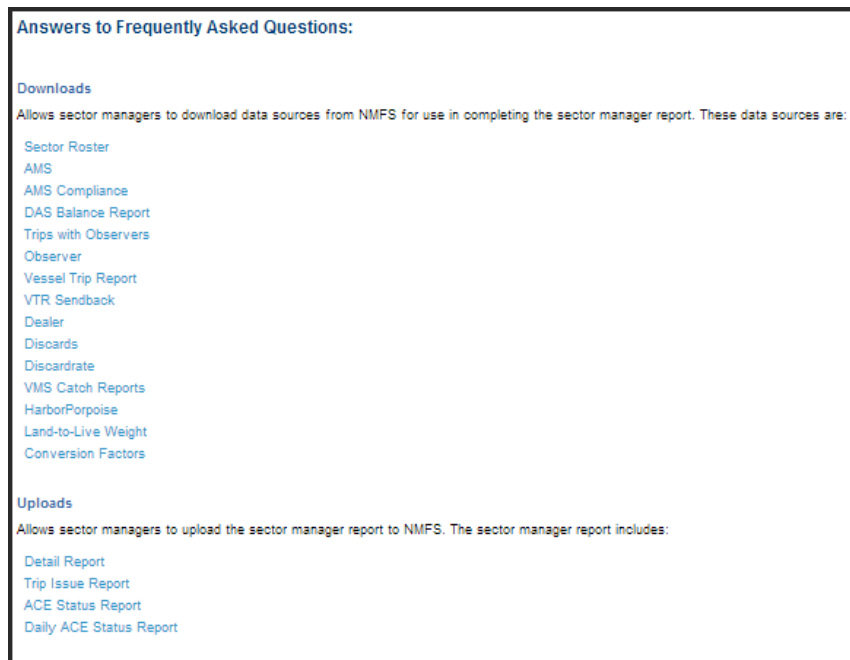 Answers to Frequently Asked Questions:
Downloads
Allows sector managers to download data sources from NMFS for use in completing the sector manager report. These data sources are:
Sector Roster
AMS
AMS Compliance
DAS Balance Report
Trips with Observers
Observer
Vessel Trip Report
VTR Sendback
Dealer
Discards
Discardrate
VMS Catch Reports
HarborPorpoise
Land-to-Live Weight
Conversion Factors
Uploads
Allows sector managers to upload the sector manager report to NMFS. The sector manager report includes:
Detail Report
Trip Issue Report
ACE Status Report
Daily ACE Status Report